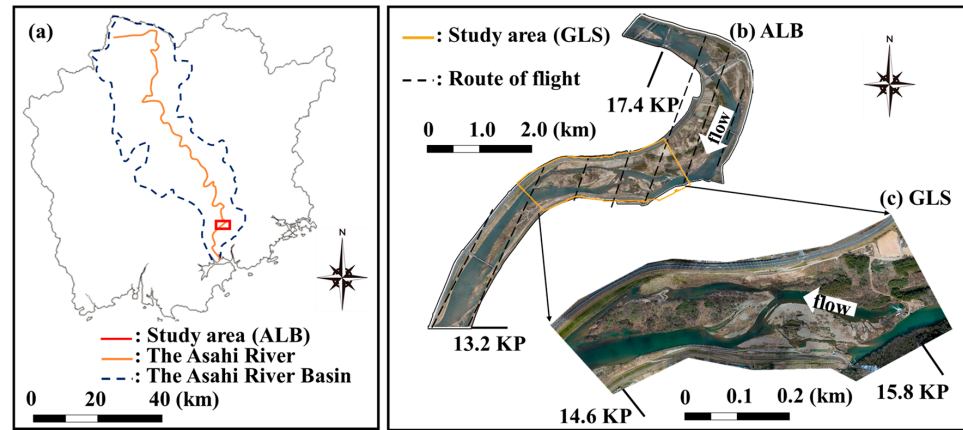 (a)
N
: Study area (ALB)
: The Asahi River
: The Asahi River Basin
0 20 40 (km)
: Study area (GLS)
: Route of flight
0 1.0 2.0 (km)
(b) ALB
N
17.4 KP
flow
13.2 KP
(c) GLS
flow
14.6 KP
15.8 KP
0 0.1 0.2 (km)